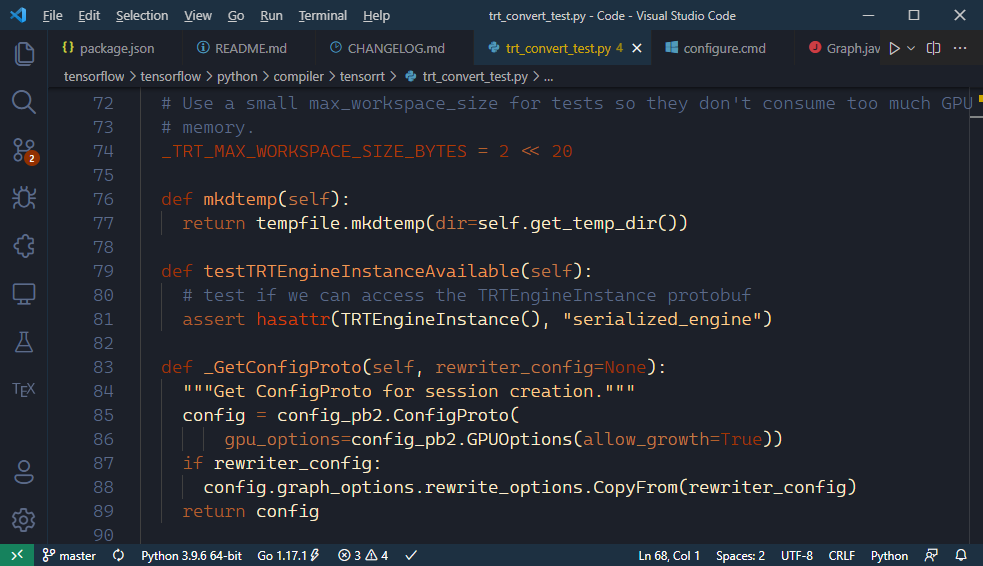 File Edit Selection View Go Run Terminal Help trt_convert_test.py - Code - Visual Studio Code
{} package.json README.md CHANGELOG.md trt_convert_test.py 4 configure.cmd Graph.jav
tensorflow > tensorflow > python > compiler > tensorrt > trt_convert_test.py > ...
72 # Use a small max_workspace_size for tests so they don't consume too much GPU
73 # memory.
74 _TRT_MAX_WORKSPACE_SIZE_BYTES = 2 << 20
75
76 def mkdtemp(self):
77 return tempfile.mkdtemp(dir=self.get_temp_dir())
78
79 def testTRTEngineInstanceAvailable(self):
80 # test if we can access the TRTEngineInstance protobuf
81 assert hasattr(TRTEngineInstance(), "serialized_engine")
82
83 def _GetConfigProto(self, rewriter_config=None):
84 """Get ConfigProto for session creation."""
85 config = config_pb2.ConfigProto(
86 gpu_options=config_pb2.GPUOptions(allow_growth=True))
87 if rewriter_config:
88 config.graph_options.rewrite_options.CopyFrom(rewriter_config)
89 return config
90
2
TEX
master Python 3.9.6 64-bit Go 1.17.1 3 4 Ln 68, Col 1 Spaces: 2 UTF-8 CRLF Python